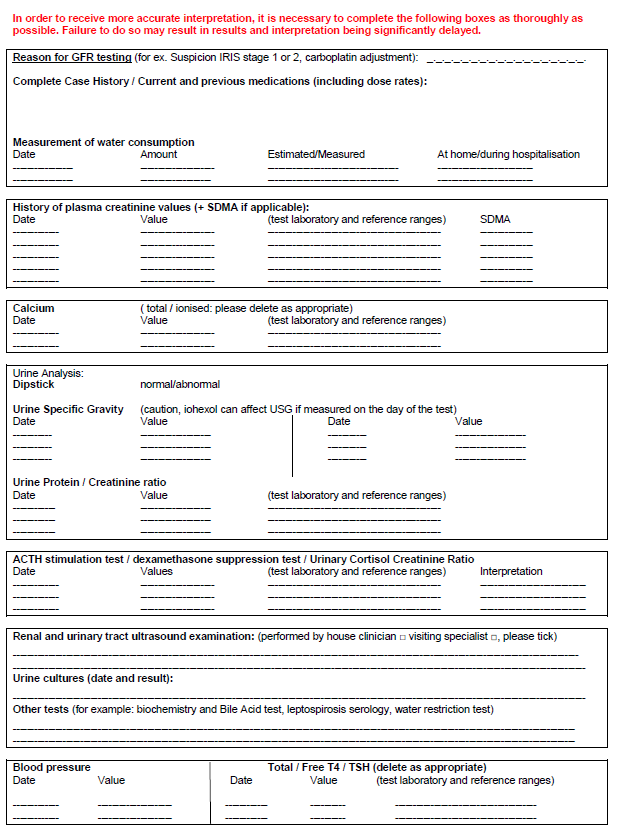 In order to receive more accurate interpretation, it is necessary to complete the following boxes as thoroughly as
possible. Failure to do so may result in results and interpretation being significantly delayed.
Reason for GFR testing (for ex. Suspicion IRIS stage 1 or 2, carboplatin adjustment):
Complete Case History / Current and previous medications (including dose rates):
Measurement of water consumption
Date Amount Estimated/Measured At home/during hospitalisation
History of plasma creatinine values (+ SDMA if applicable):
Date Value (test laboratory and reference ranges) SDMA
Calcium ( total / ionised: please delete as appropriate)
Date Value (test laboratory and reference ranges)
Urine Analysis:
Dipstick normal/abnormal
Urine Specific Gravity (caution, iohexol can affect USG if measured on the day of the test)
Date Value Date Value
Urine Protein / Creatinine ratio
Date Value (test laboratory and reference ranges)
ACTH stimulation test / dexamethasone suppression test / Urinary Cortisol Creatinine Ratio
Date Values (test laboratory and reference ranges) Interpretation
Renal and urinary tract ultrasound examination: (performed by house clinician □ visiting specialist □, please tick)
Urine cultures (date and result):
Other tests (for example: biochemistry and Bile Acid test, leptospirosis serology, water restriction test)
Blood pressure Total / Free T4 / TSH (delete as appropriate)
Date Value Date Value (test laboratory and reference ranges)